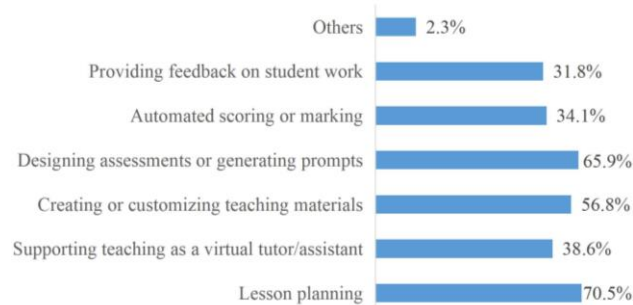 Others 2.3%
Providing feedback on student work 31.8%
Automated scoring or marking 34.1%
Designing assessments or generating prompts 65.9%
Creating or customizing teaching materials 56.8%
Supporting teaching as a virtual tutor/assistant 38.6%
Lesson planning 70.5%